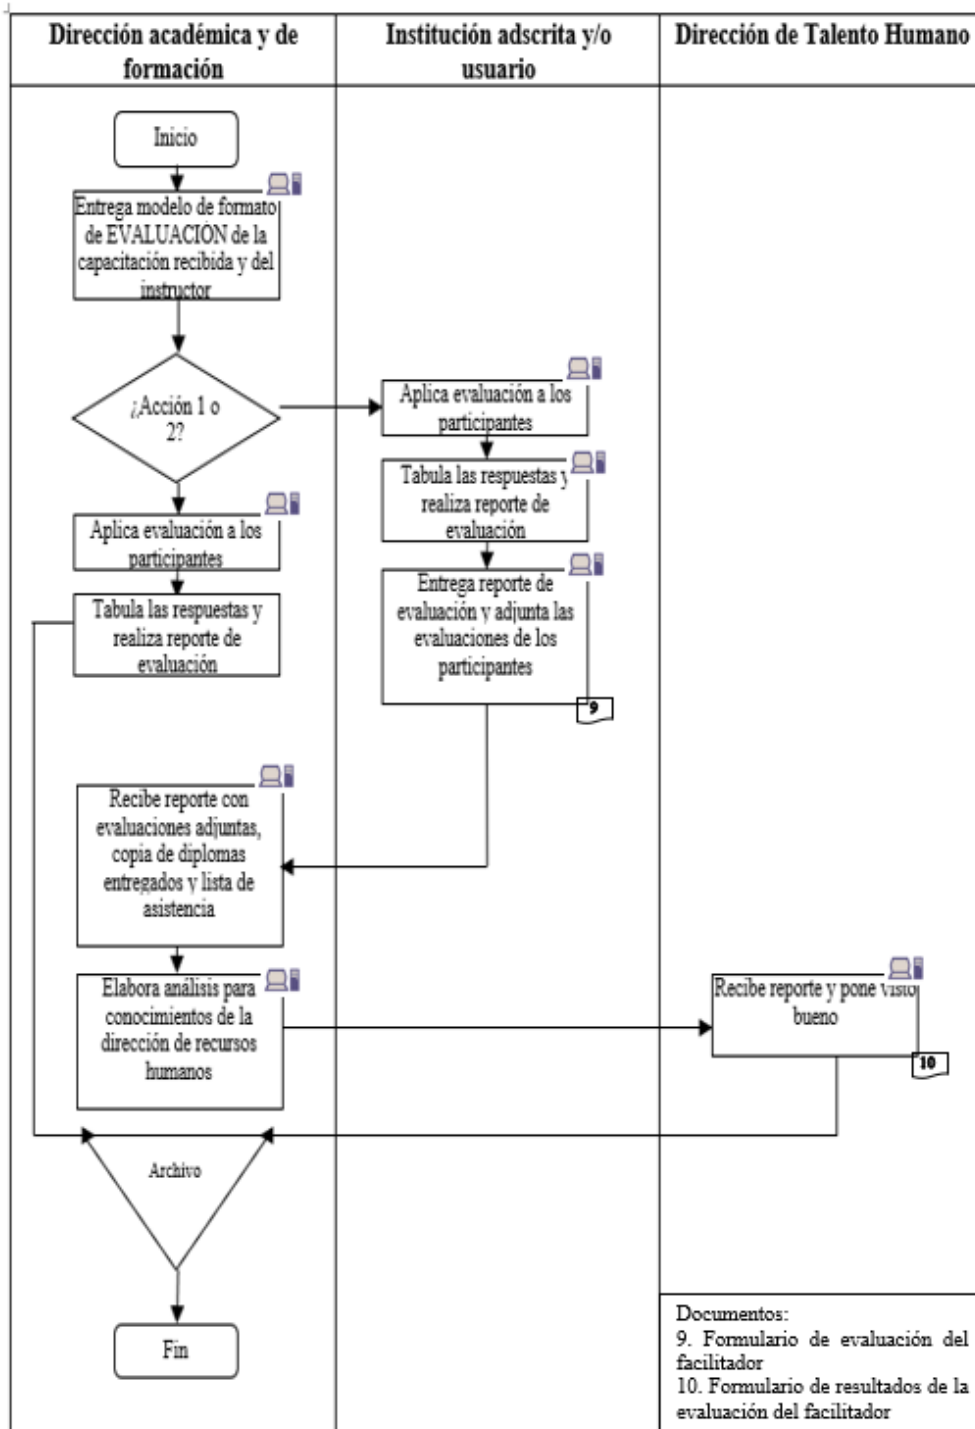 Dirección académica y de
formación
Institución adscrita y/o
usuario
Dirección de Talento Humano
Inicio
Entrega modelo de formato
de EVALUACIÓN de la
capacitación recibida y del
instructor
¿Acción 1 o
2?
Aplica evaluación a los
participantes
Tabula las respuestas y
realiza reporte de
evaluación
Aplica evaluación a los
participantes
Tabula las respuestas y
realiza reporte de
evaluación
Entrega reporte de
evaluación y adjunta las
evaluaciones de los
participantes
9
Recibe reporte con
evaluaciones adjuntas,
copia de diplomas
entregados y lista de
asistencia
Elabora análisis para
conocimientos de la
dirección de recursos
humanos
Recibe reporte y pone visto
bueno
10
Archivo
Fin
Documentos:
9. Formulario de evaluación del
facilitador
10. Formulario de resultados de la
evaluación del facilitador